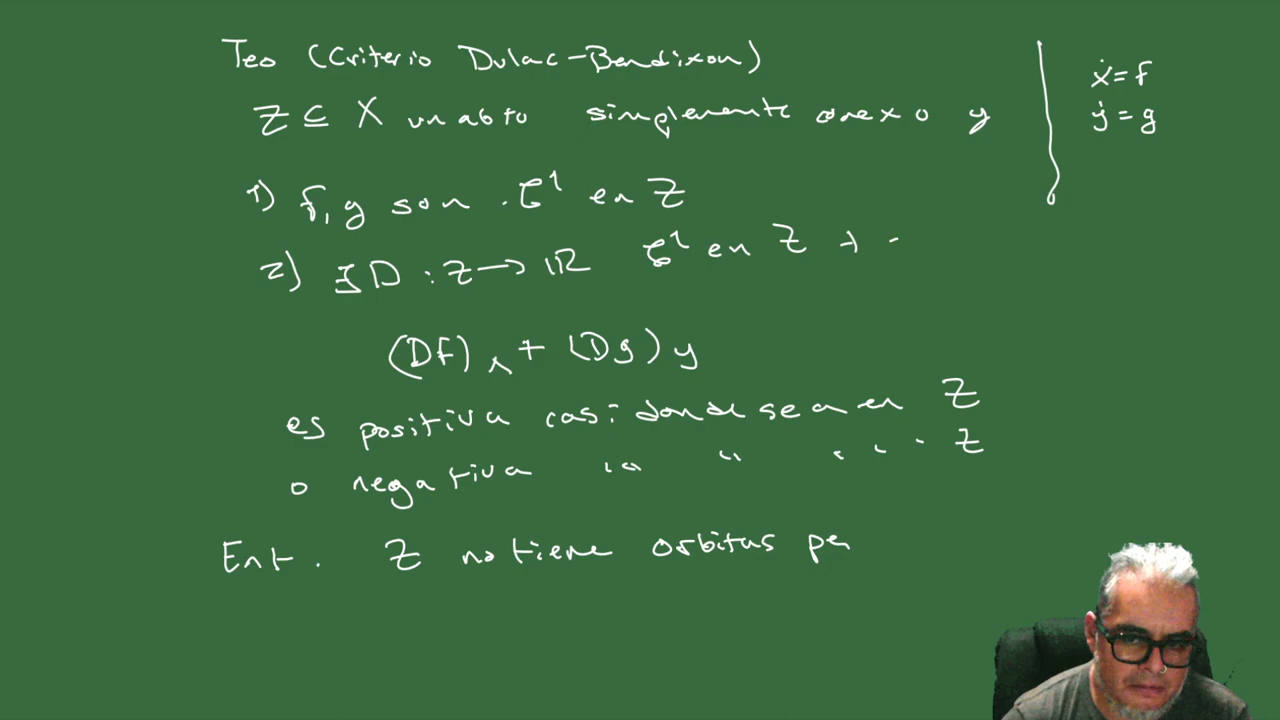 Teo (Criterio Dulac-Bendixon)
Z ⊆ X un abto simplemente conexo y
1) f, g son C¹ en Z
2) ∃ D : Z → ℝ C¹ en Z +
(Df)x + (Dg)y
es positiva casi donde sea en Z
o negativa " " " " " Z
Ent. Z no tiene orbitas pe
ẋ = f
ẏ = g